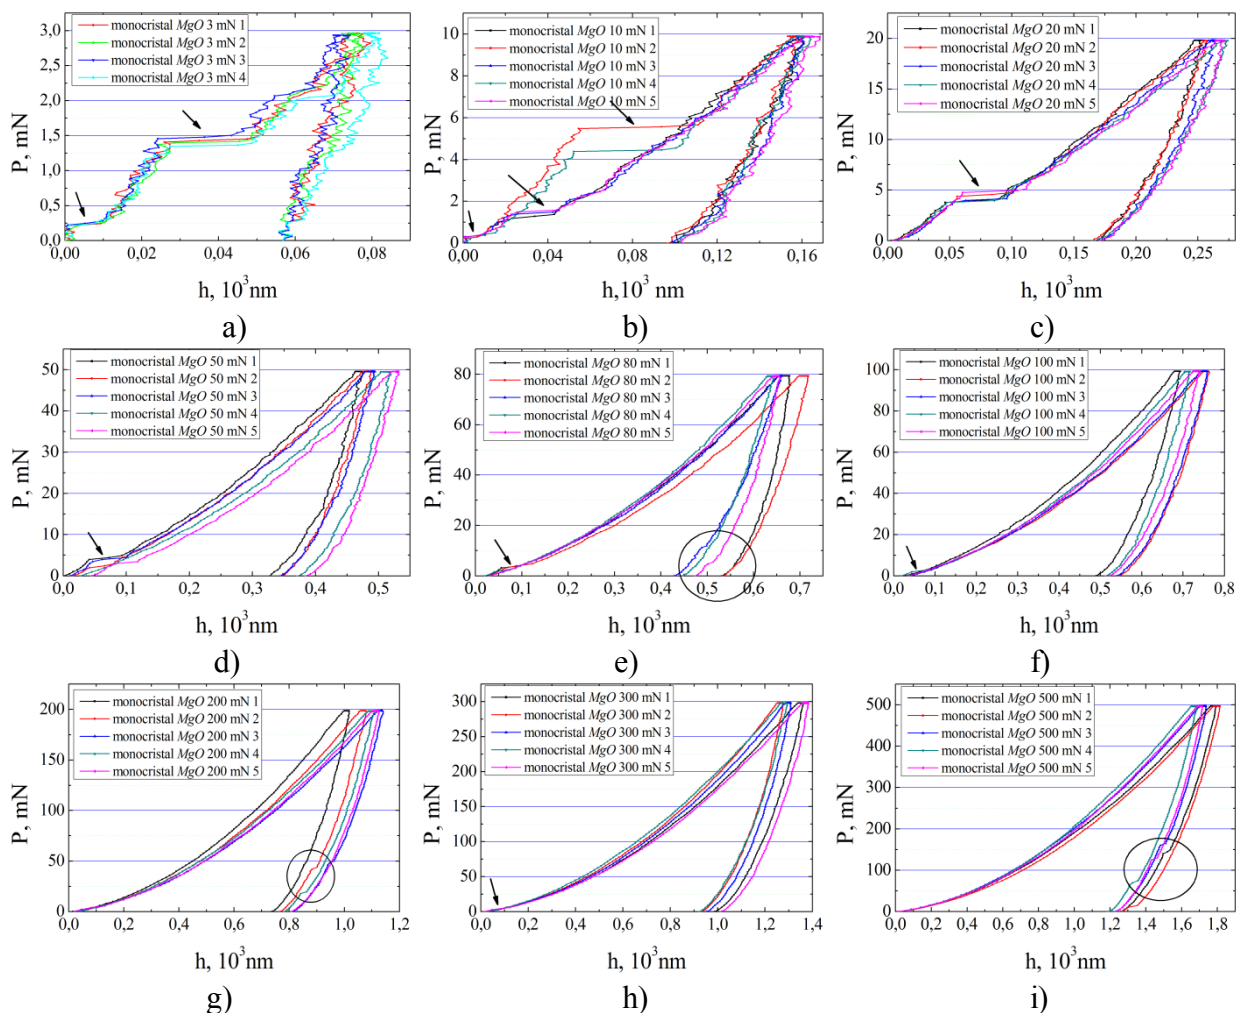 monocristal MgO 3 mN 1
monocristal MgO 3 mN 2
monocristal MgO 3 mN 3
monocristal MgO 3 mN 4
P, mN
3,0
2,5
2,0
1,5
1,0
0,5
0,0
0,00 0,02 0,04 0,06 0,08
h, 10³nm
a)
monocristal MgO 10 mN 1
monocristal MgO 10 mN 2
monocristal MgO 10 mN 3
monocristal MgO 10 mN 4
monocristal MgO 10 mN 5
P, mN
10
8
6
4
2
0
0,00 0,04 0,08 0,12 0,16
h,10³ nm
b)
monocristal MgO 20 mN 1
monocristal MgO 20 mN 2
monocristal MgO 20 mN 3
monocristal MgO 20 mN 4
monocristal MgO 20 mN 5
P, mN
20
15
10
5
0
0,00 0,05 0,10 0,15 0,20 0,25
h, 10³nm
c)
monocristal MgO 50 mN 1
monocristal MgO 50 mN 2
monocristal MgO 50 mN 3
monocristal MgO 50 mN 4
monocristal MgO 50 mN 5
P, mN
50
40
30
20
10
0
0,0 0,1 0,2 0,3 0,4 0,5
h, 10³nm
d)
monocristal MgO 80 mN 1
monocristal MgO 80 mN 2
monocristal MgO 80 mN 3
monocristal MgO 80 mN 4
monocristal MgO 80 mN 5
P, mN
80
60
40
20
0
0,0 0,1 0,2 0,3 0,4 0,5 0,6 0,7
h, 10³nm
e)
monocristal MgO 100 mN 1
monocristal MgO 100 mN 2
monocristal MgO 100 mN 3
monocristal MgO 100 mN 4
monocristal MgO 100 mN 5
P, mN
100
80
60
40
20
0
0,0 0,1 0,2 0,3 0,4 0,5 0,6 0,7 0,8
h, 10³nm
f)
monocristal MgO 200 mN 1
monocristal MgO 200 mN 2
monocristal MgO 200 mN 3
monocristal MgO 200 mN 4
monocristal MgO 200 mN 5
P, mN
200
150
100
50
0
0,0 0,2 0,4 0,6 0,8 1,0 1,2
h, 10³nm
g)
monocristal MgO 300 mN 1
monocristal MgO 300 mN 2
monocristal MgO 300 mN 3
monocristal MgO 300 mN 4
monocristal MgO 300 mN 5
P, mN
300
250
200
150
100
50
0
0,0 0,2 0,4 0,6 0,8 1,0 1,2 1,4
h, 10³nm
h)
monocristal MgO 500 mN 1
monocristal MgO 500 mN 2
monocristal MgO 500 mN 3
monocristal MgO 500 mN 4
monocristal MgO 500 mN 5
P, mN
500
400
300
200
100
0
0,0 0,2 0,4 0,6 0,8 1,0 1,2 1,4 1,6 1,8
h, 10³nm
i)